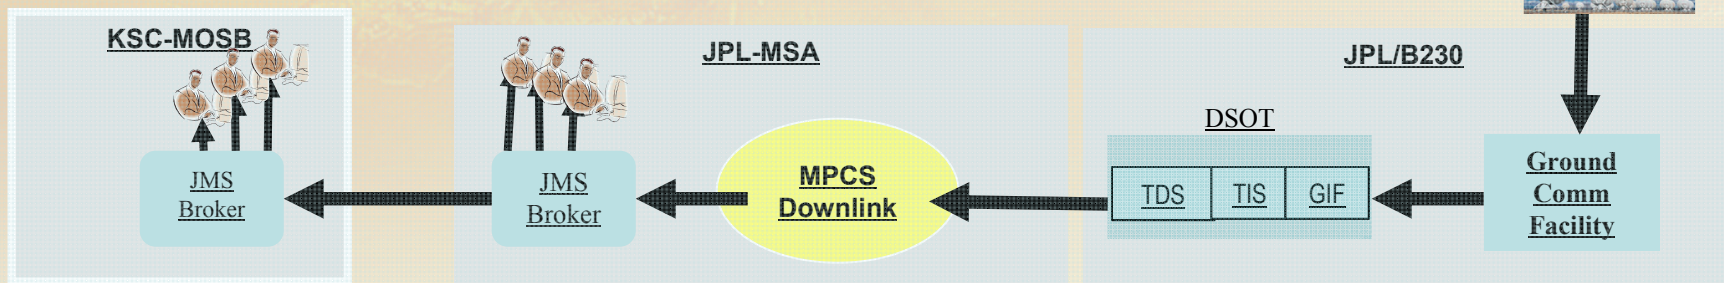 KSC-MOSB
JPL-MSA
JPL/B230
DSOT
JMS
Broker
JMS
Broker
MPCS
Downlink
TDS
TIS
GIF
Ground
Comm
Facility